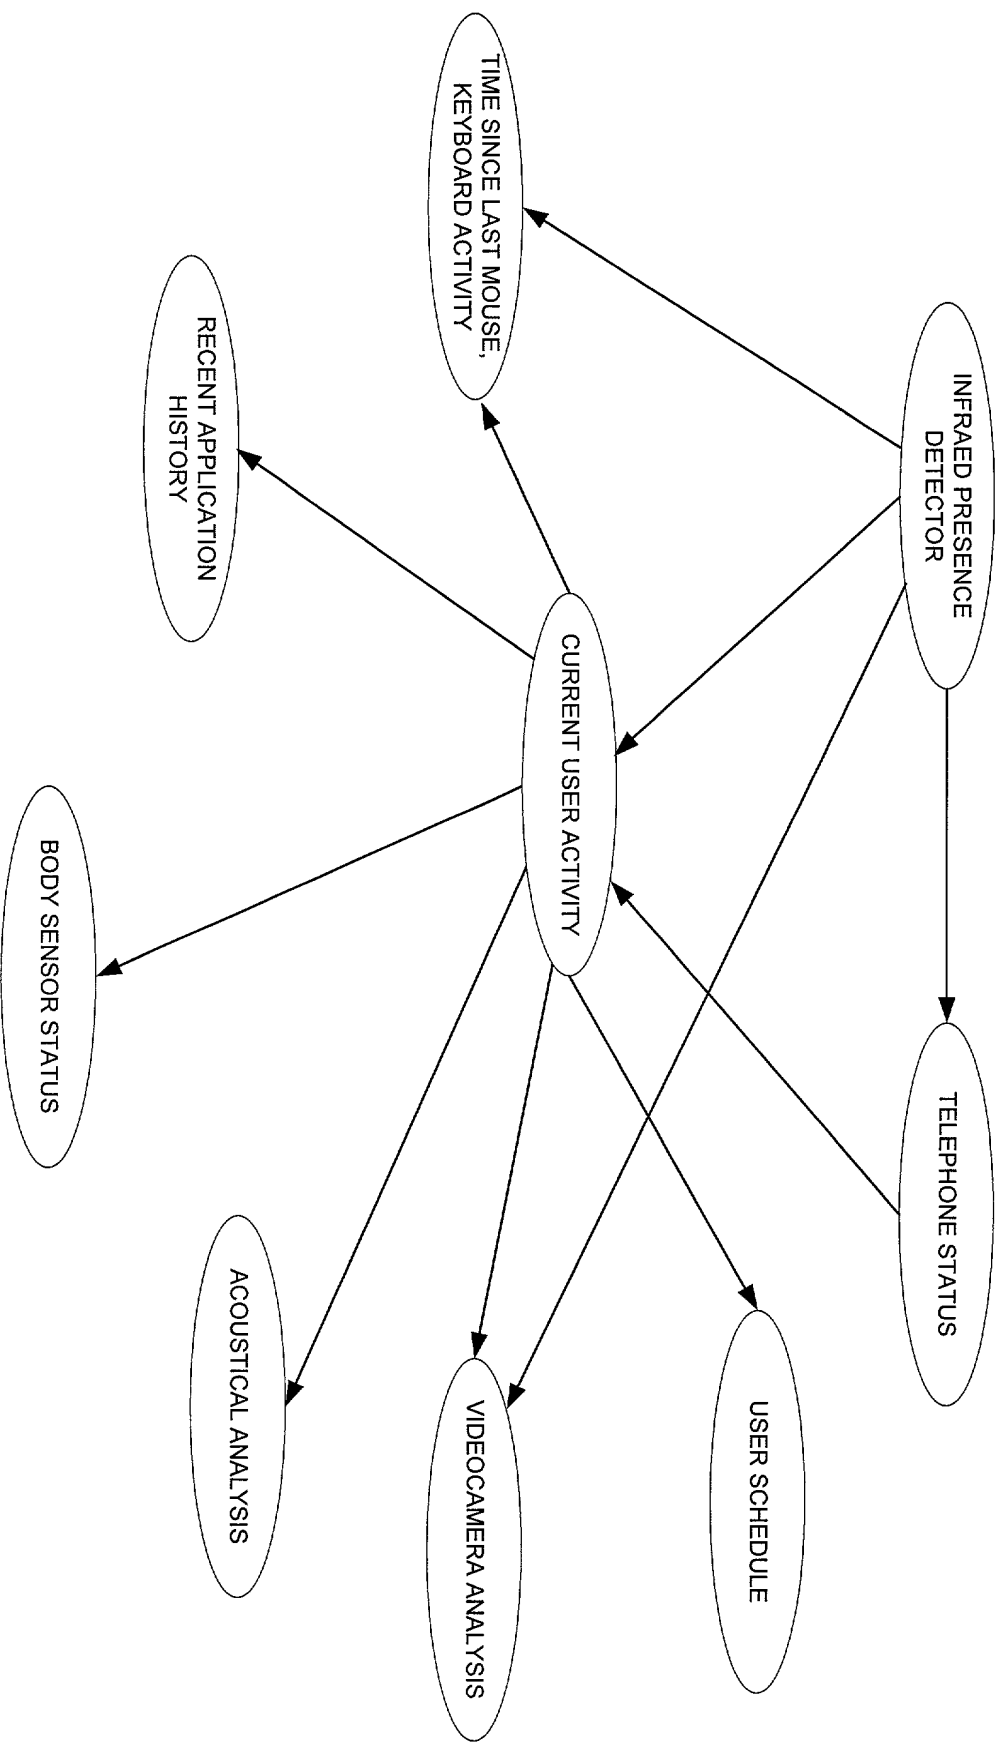 INFRAED PRESENCE
DETECTOR
TELEPHONE STATUS
USER SCHEDULE
CURRENT USER ACTIVITY
TIME SINCE LAST MOUSE,
KEYBOARD ACTIVITY
VIDEOCAMERA ANALYSIS
RECENT APPLICATION
HISTORY
ACOUSTICAL ANALYSIS
BODY SENSOR STATUS